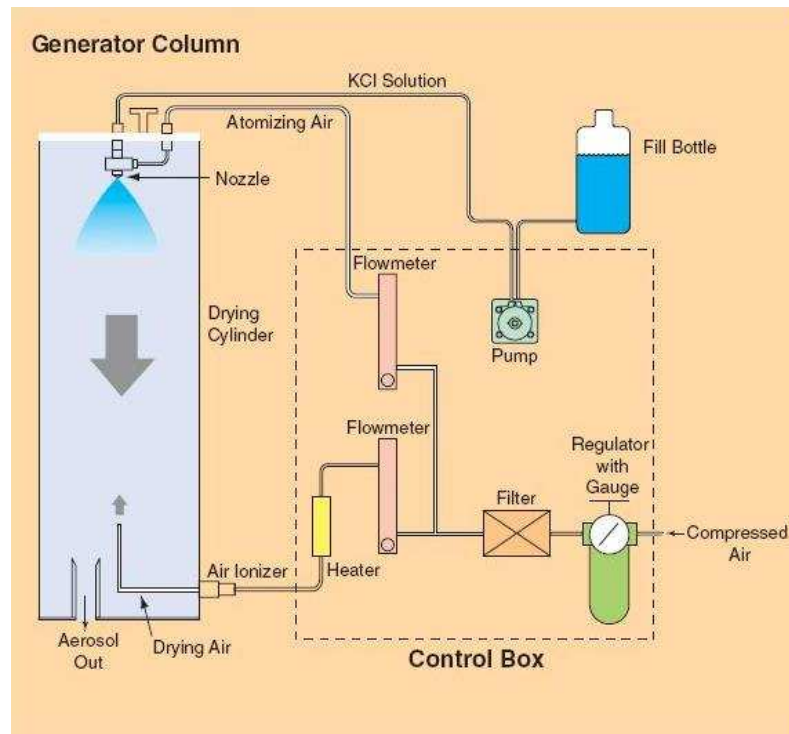 Generator Column
KCl Solution
Atomizing Air
Fill Bottle
Nozzle
Flowmeter
Drying
Cylinder
Pump
Flowmeter
Regulator
with
Gauge
Filter
Compressed
Air
Air Ionizer
Heater
Aerosol
Out
Drying Air
Control Box